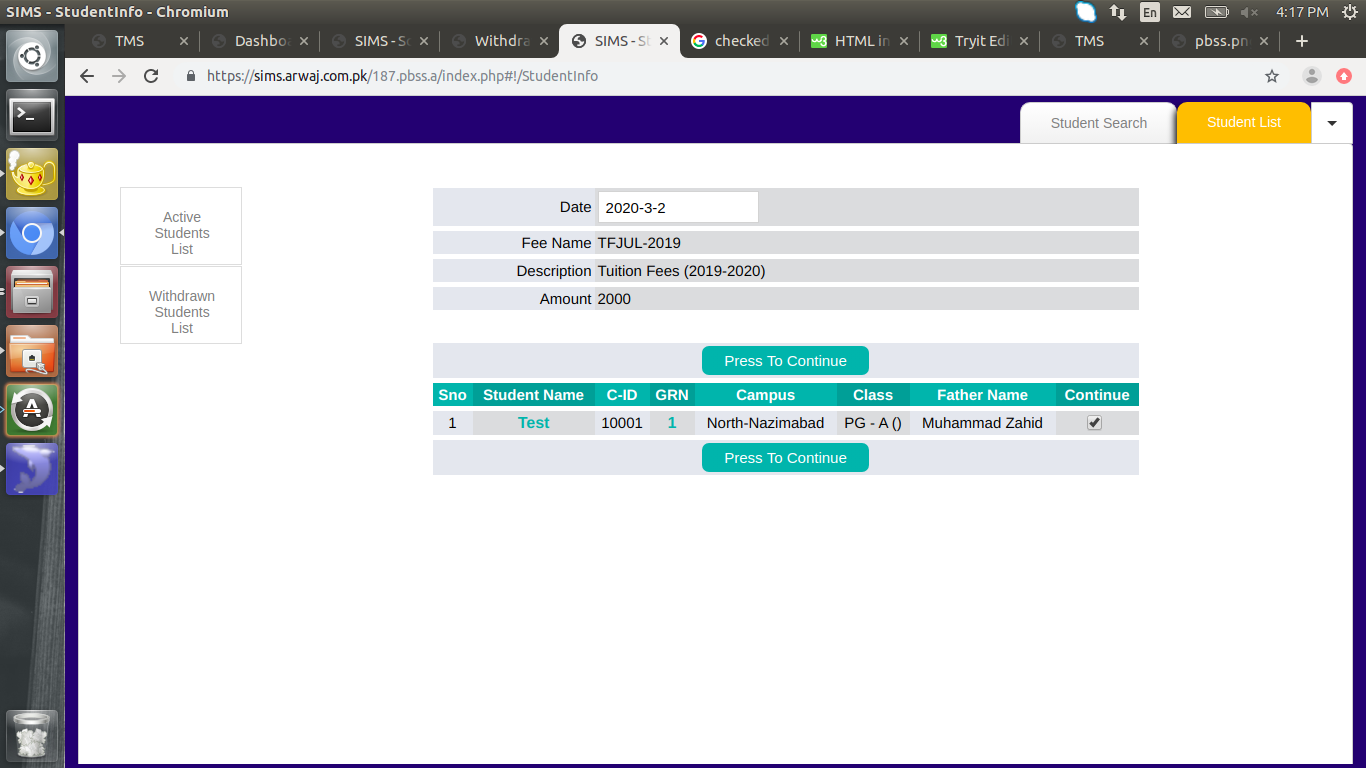 SIMS - StudentInfo - Chromium
En
4:17 PM
TMS
Dashbo
SIMS - Sc
Withdra
SIMS - St
checked
HTML in
Tryit Edi
TMS
pbss.pn
https://sims.arwaj.com.pk/187.pbss.a/index.php#!/StudentInfo
Student Search
Student List
Active
Students
List
Withdrawn
Students
List
Date 2020-3-2
Fee Name TFJUL-2019
Description Tuition Fees (2019-2020)
Amount 2000
Press To Continue
Sno Student Name C-ID GRN Campus Class Father Name Continue
1 Test 10001 1 North-Nazimabad PG - A () Muhammad Zahid
Press To Continue